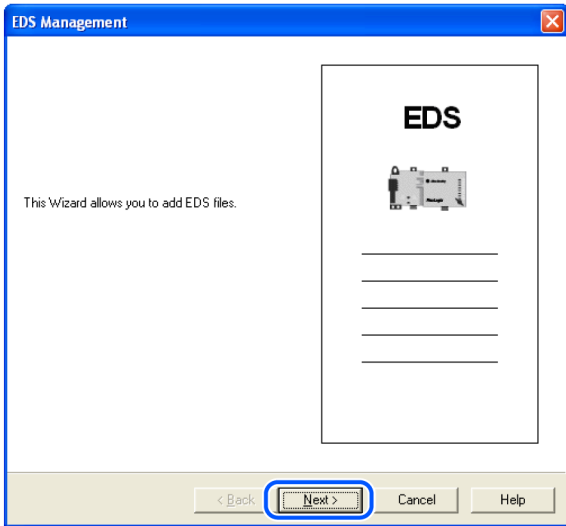 EDS Management
EDS
This Wizard allows you to add EDS files.
< Back
Next >
Cancel
Help